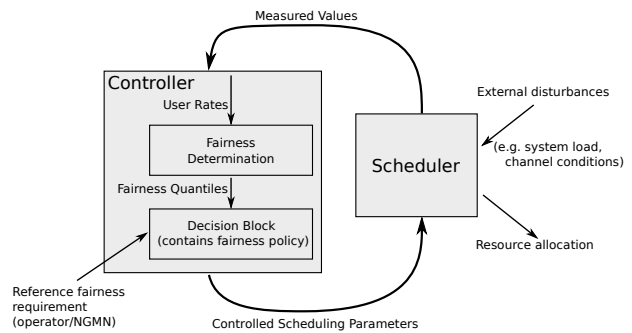 Measured Values
Controller
User Rates
Fairness
Determination
Fairness Quantiles
Decision Block
(contains fairness policy)
Reference fairness
requirement
(operator/NGMN)
Controlled Scheduling Parameters
Scheduler
External disturbances
(e.g. system load,
channel conditions)
Resource allocation